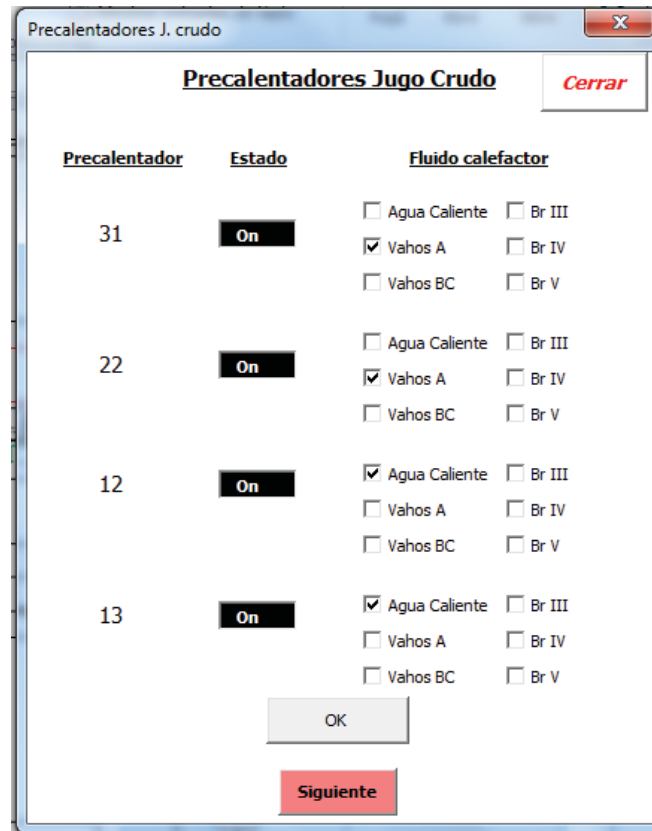 Precalentadores J. crudo
x
Precalentadores Jugo Crudo
Cerrar
Precalentador Estado Fluido calefactor
Agua Caliente Br III
31 On Vahos A Br IV
Vahos BC Br V
Agua Caliente Br III
22 On Vahos A Br IV
Vahos BC Br V
Agua Caliente Br III
12 On Vahos A Br IV
Vahos BC Br V
Agua Caliente Br III
13 On Vahos A Br IV
Vahos BC Br V
OK
Siguiente